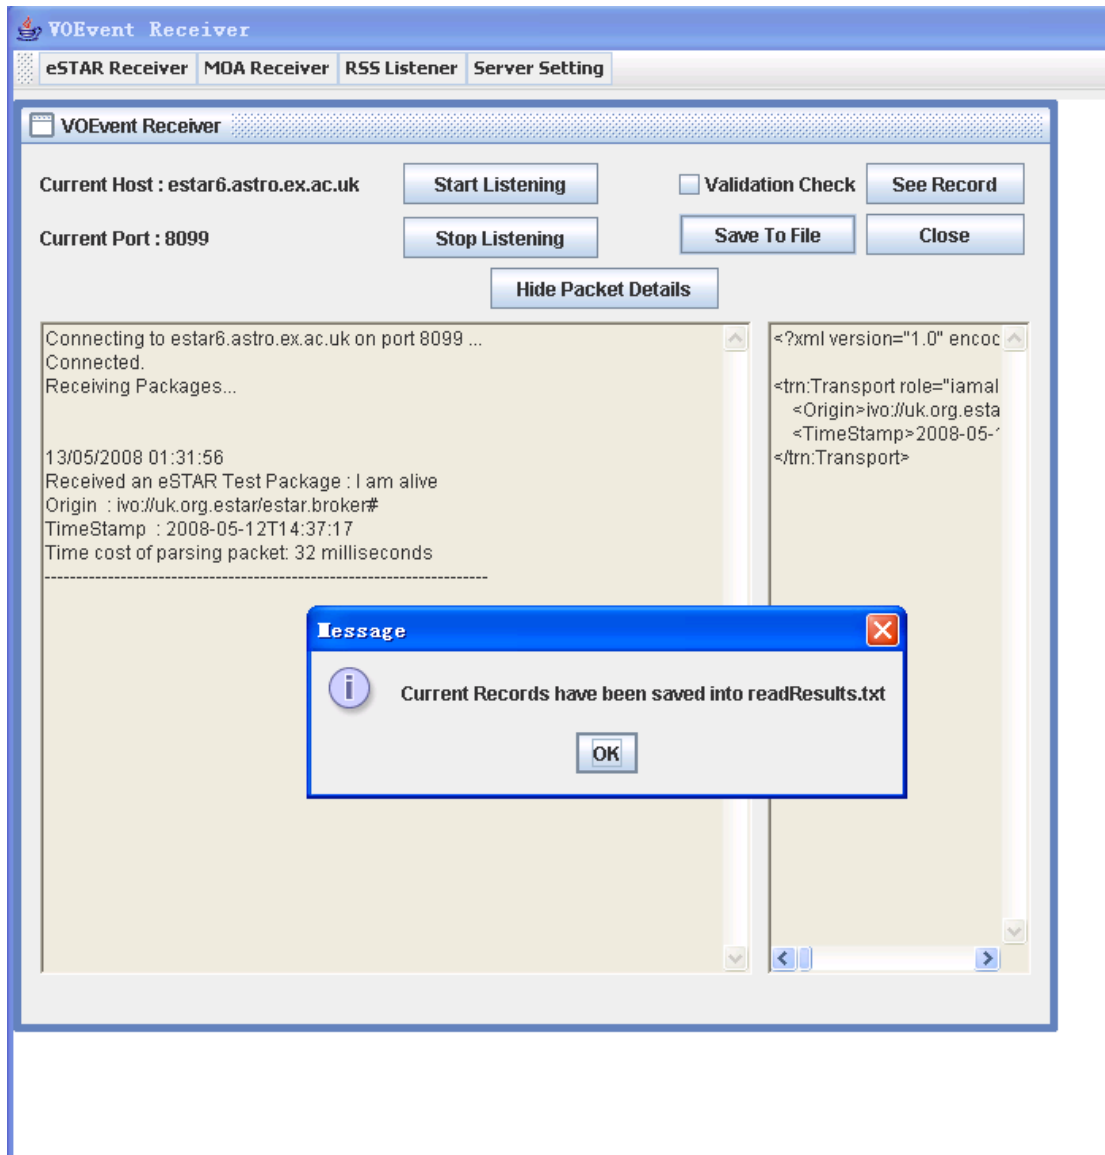 VOEvent Receiver
eSTAR Receiver MOA Receiver RSS Listener Server Setting
VOEvent Receiver
Current Host : estar6.astro.ex.ac.uk Start Listening Validation Check See Record
Current Port : 8099 Stop Listening Save To File Close
Hide Packet Details
Connecting to estar6.astro.ex.ac.uk on port 8099 ...
Connected.
Receiving Packages...
13/05/2008 01:31:56
Received an eSTAR Test Package : I am alive
Origin : ivo://uk.org.estar/estar.broker#
TimeStamp : 2008-05-12T14:37:17
Time cost of parsing packet: 32 milliseconds
----------------------------------------------------------------------
<?xml version="1.0" encoc
<trn:Transport role="iamal
<Origin>ivo://uk.org.esta
<TimeStamp>2008-05-
</trn:Transport>
Message
Current Records have been saved into readResults.txt
OK